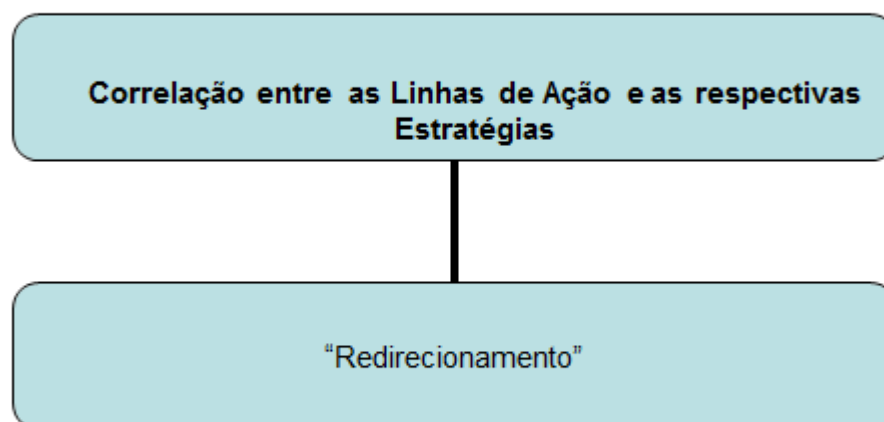 Correlação entre as Linhas de Ação e as respectivas
Estratégias
“Redirecionamento”